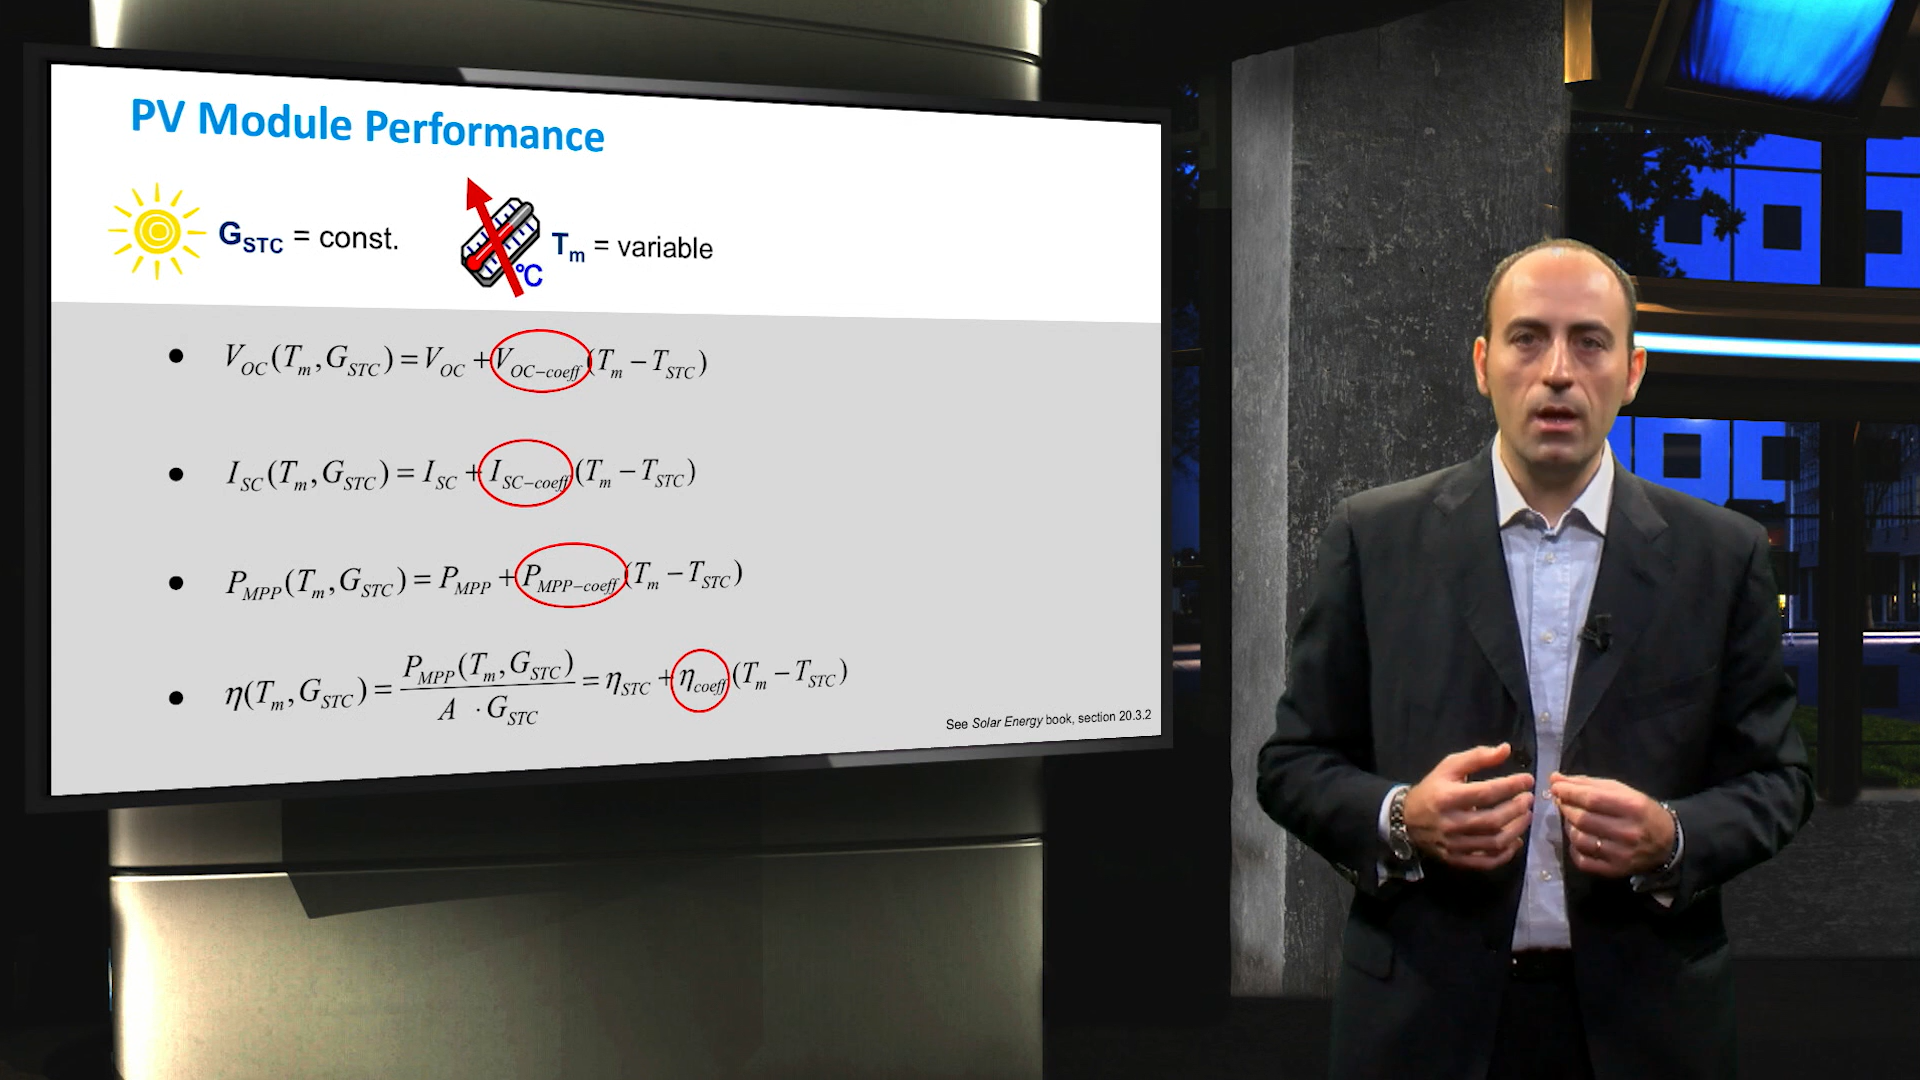 PV Module Performance
G_STC = const.
°C
T_m = variable
• V_OC(T_m, G_STC) = V_OC + V_OC–coeff(T_m – T_STC)
• I_SC(T_m, G_STC) = I_SC + I_SC–coeff(T_m – T_STC)
• P_MPP(T_m, G_STC) = P_MPP + P_MPP–coeff(T_m – T_STC)
• η(T_m, G_STC) = P_MPP(T_m, G_STC) / A · G_STC = η_STC + η_coeff(T_m – T_STC)
See Solar Energy book, section 20.3.2